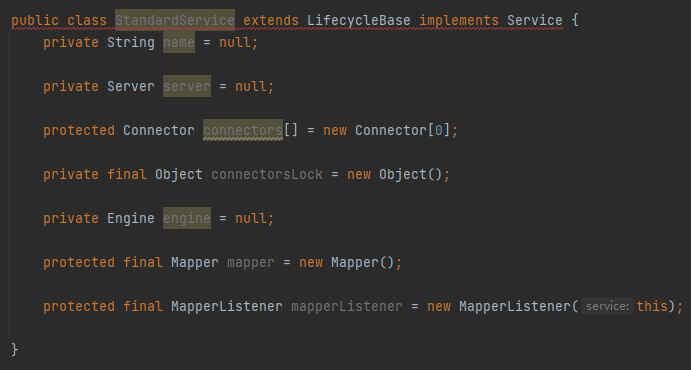 public class StandardService extends LifecycleBase implements Service {
private String name = null;
private Server server = null;
protected Connector connectors[] = new Connector[0];
private final Object connectorsLock = new Object();
private Engine engine = null;
protected final Mapper mapper = new Mapper();
protected final MapperListener mapperListener = new MapperListener( service: this);
}